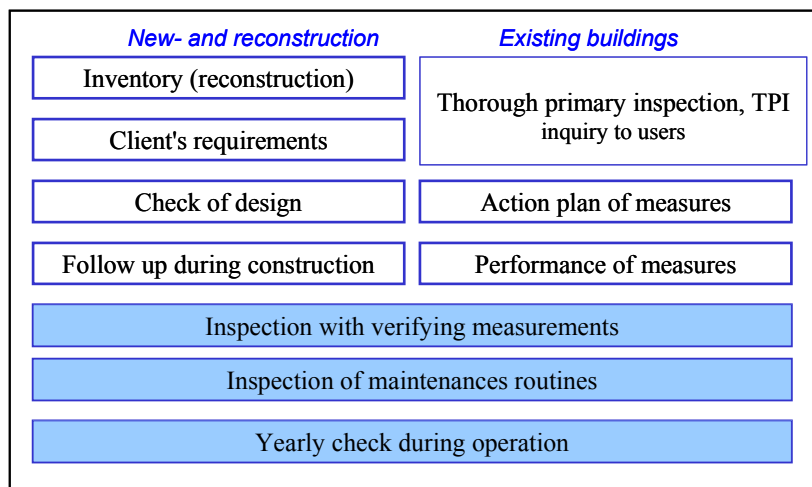 New- and reconstruction
Existing buildings
Inventory (reconstruction)
Thorough primary inspection, TPI
inquiry to users
Client's requirements
Check of design
Action plan of measures
Follow up during construction
Performance of measures
Inspection with verifying measurements
Inspection of maintenances routines
Yearly check during operation